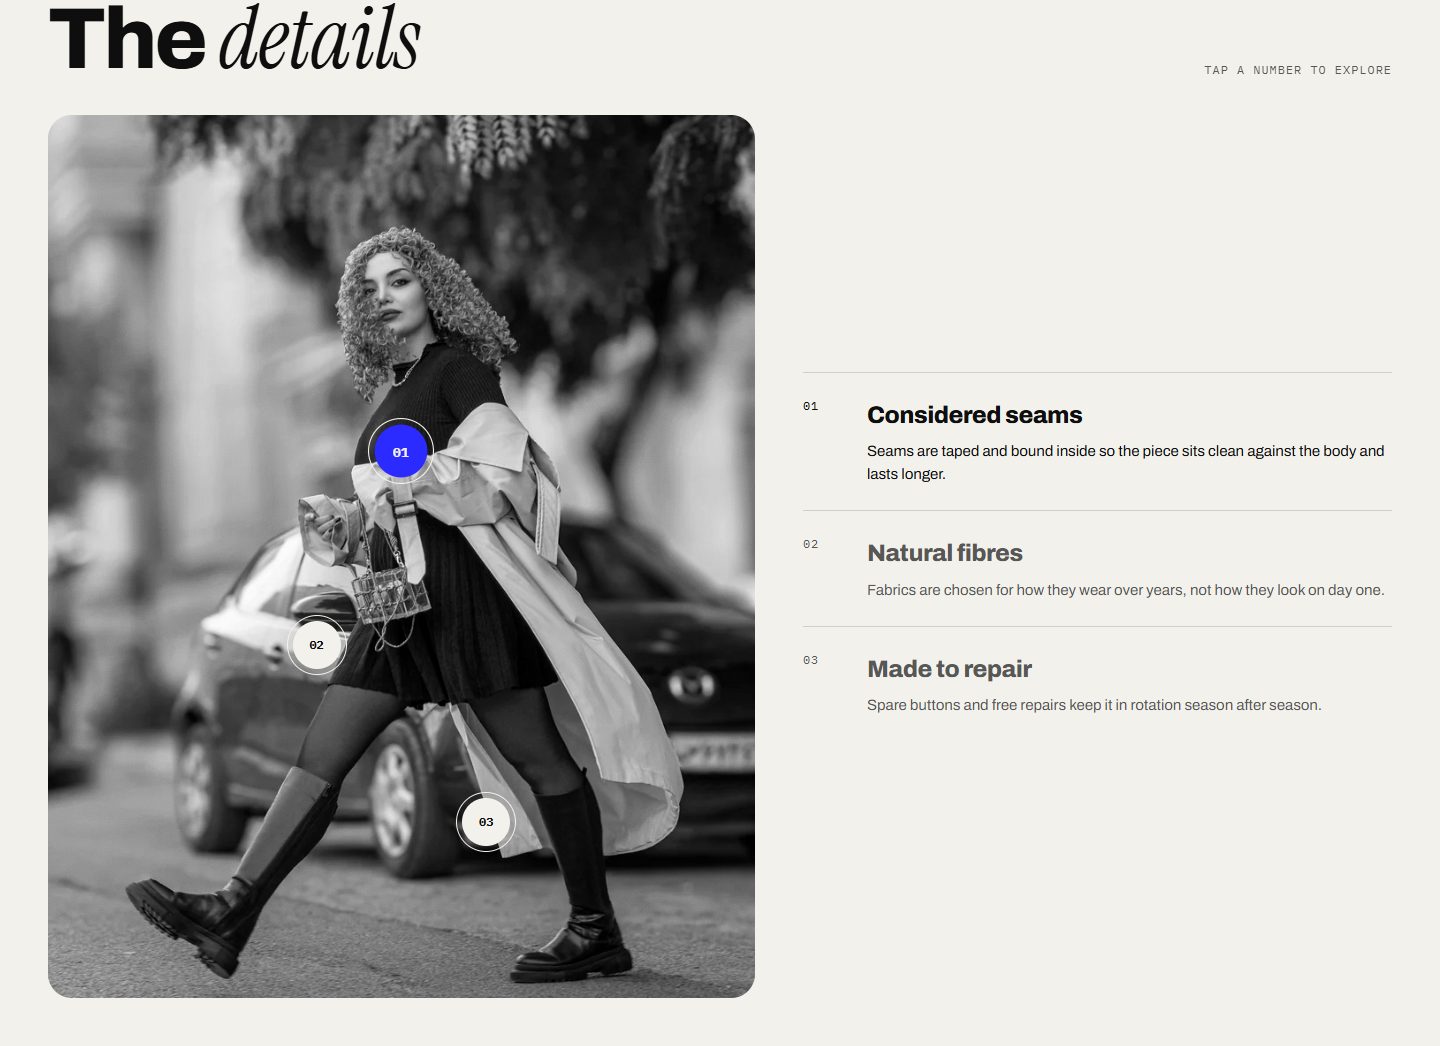 The details
TAP A NUMBER TO EXPLORE
01
02
03
01
Considered seams
Seams are taped and bound inside so the piece sits clean against the body and
lasts longer.
02
Natural fibres
Fabrics are chosen for how they wear over years, not how they look on day one.
03
Made to repair
Spare buttons and free repairs keep it in rotation season after season.